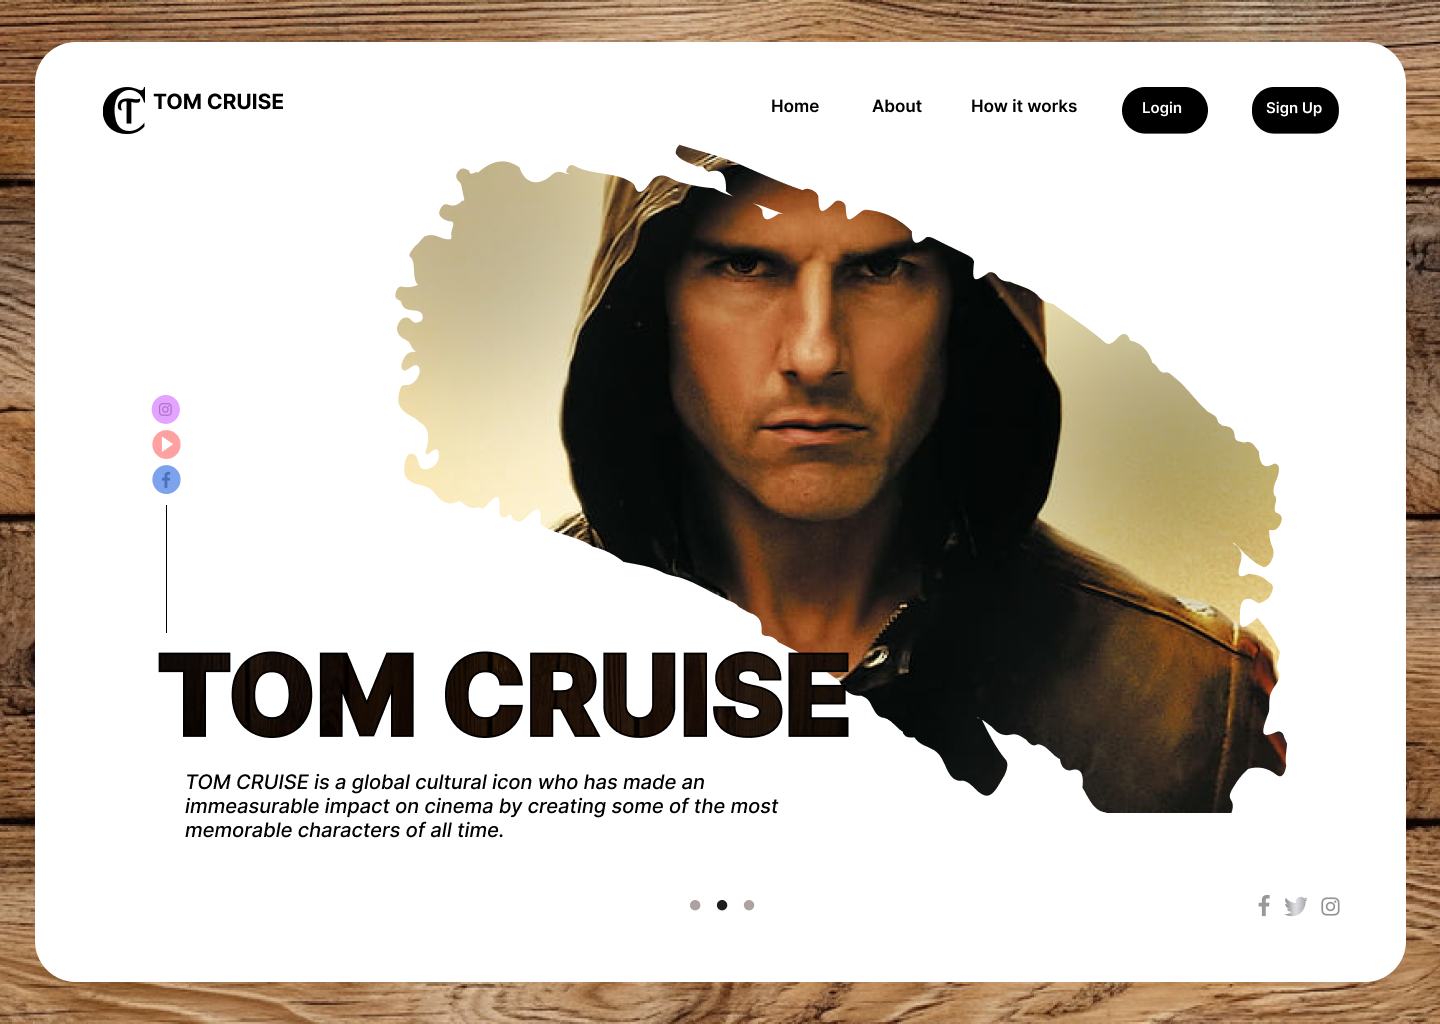 TOM CRUISE
Home About How it works Login Sign Up
TOM CRUISE
TOM CRUISE is a global cultural icon who has made an
immeasurable impact on cinema by creating some of the most
memorable characters of all time.